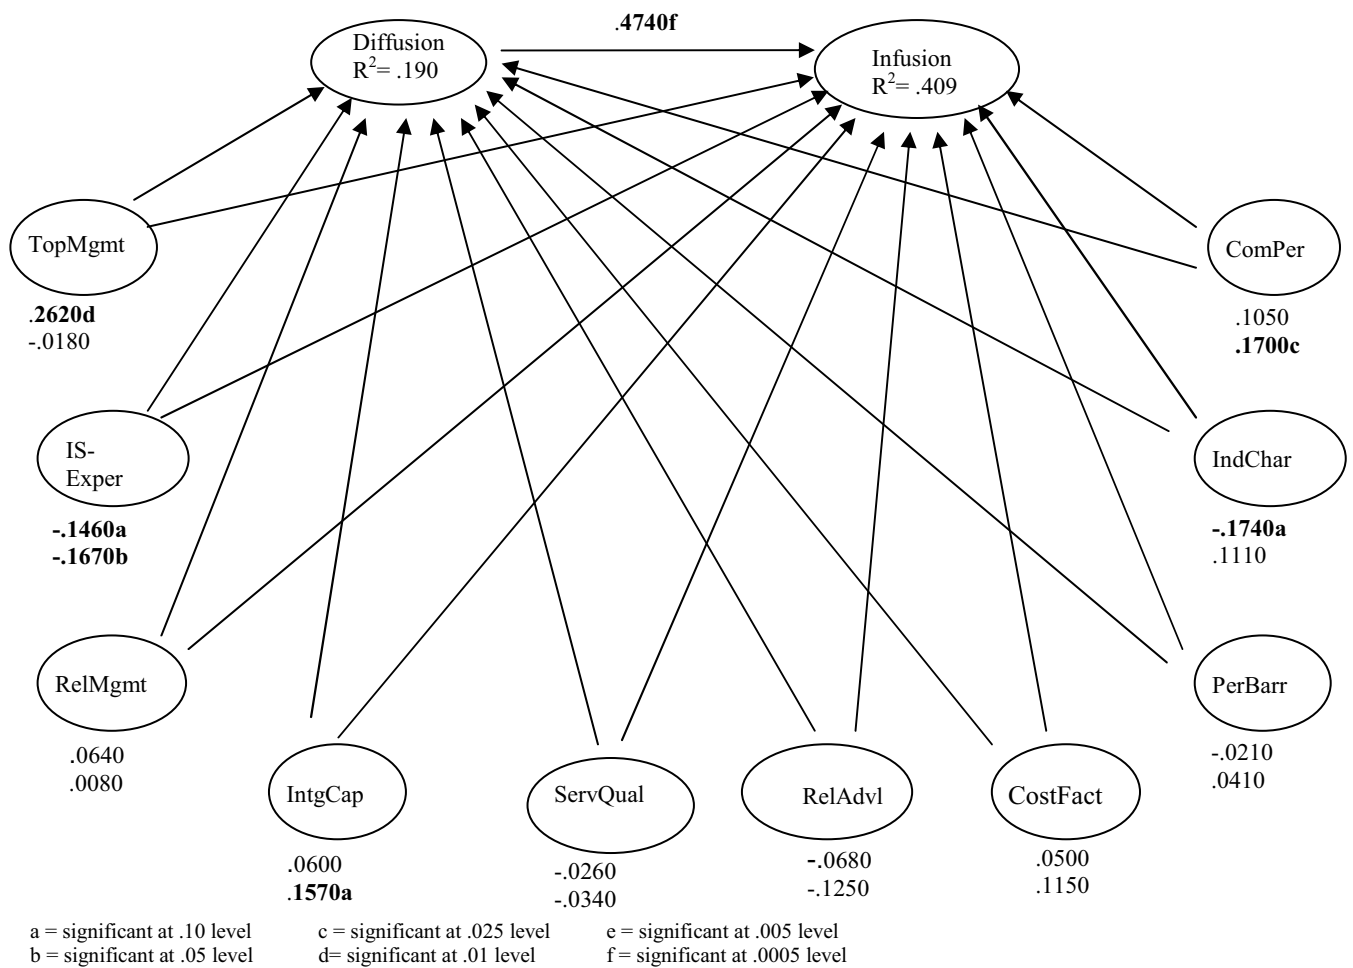 .4740f
Diffusion
R²= .190
Infusion
R²= .409
TopMgmt
.2620d
-.0180
ComPer
.1050
.1700c
IS-
Exper
-.1460a
-.1670b
IndChar
-.1740a
.1110
RelMgmt
.0640
.0080
PerBarr
-.0210
.0410
IntgCap
.0600
.1570a
ServQual
-.0260
-.0340
RelAdvl
-.0680
-.1250
CostFact
.0500
.1150
a = significant at .10 level c = significant at .025 level e = significant at .005 level
b = significant at .05 level d= significant at .01 level f = significant at .0005 level